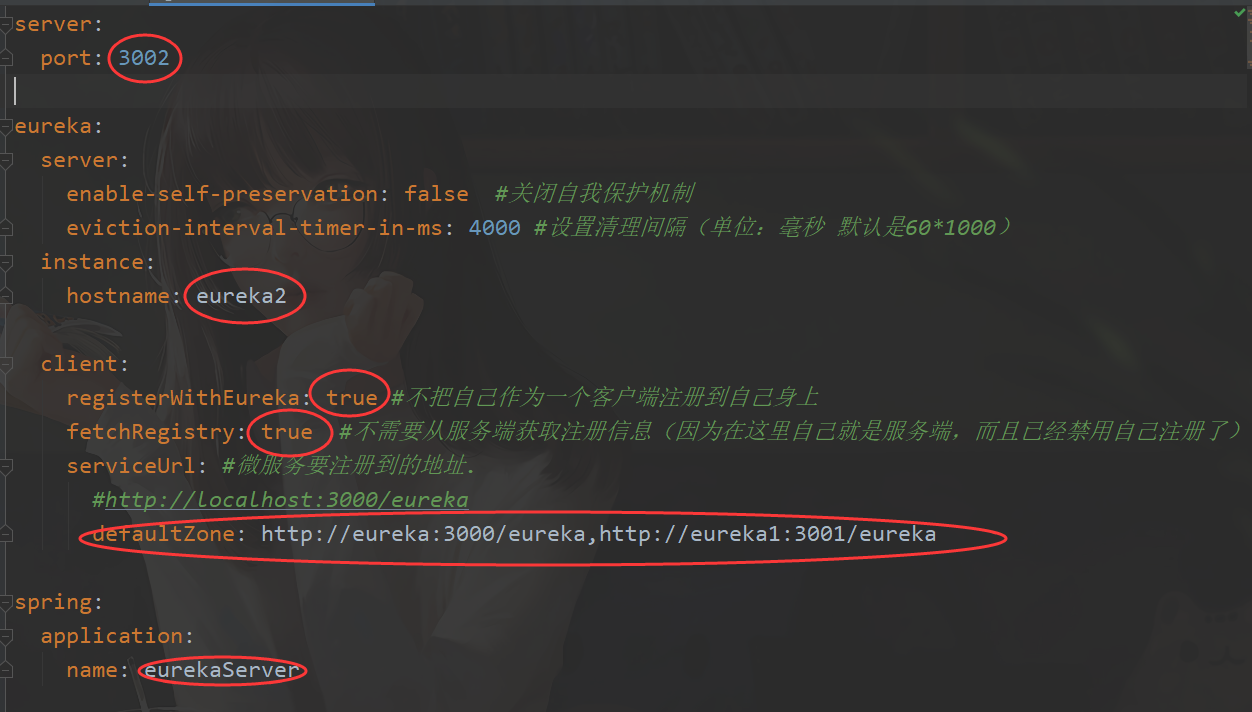 server:
port: 3002
eureka:
server:
enable-self-preservation: false #关闭自我保护机制
eviction-interval-timer-in-ms: 4000 #设置清理间隔（单位：毫秒 默认是60*1000）
instance:
hostname: eureka2
client:
registerWithEureka: true #不把自己作为一个客户端注册到自己身上
fetchRegistry: true #不需要从服务端获取注册信息（因为在这里自己就是服务端，而且已经禁用自己注册了）
serviceUrl: #微服务要注册到的地址.
#http://localhost:3000/eureka
defaultZone: http://eureka:3000/eureka,http://eureka1:3001/eureka
spring:
application:
name: eurekaServer